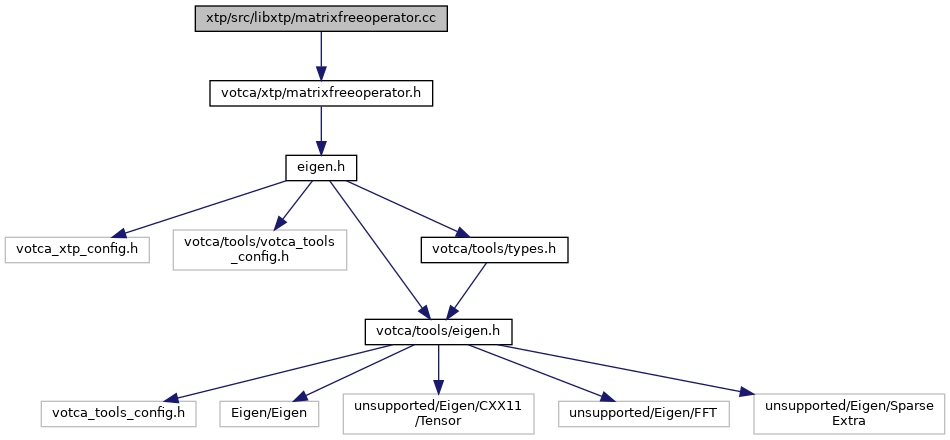 xtp/src/libxtp/matrixfreeoperator.cc
votca/xtp/matrixfreeoperator.h
eigen.h
votca_xtp_config.h
votca/tools/votca_tools
_config.h
votca/tools/types.h
votca/tools/eigen.h
votca_tools_config.h
Eigen/Eigen
unsupported/Eigen/CXX11
/Tensor
unsupported/Eigen/FFT
unsupported/Eigen/Sparse
Extra